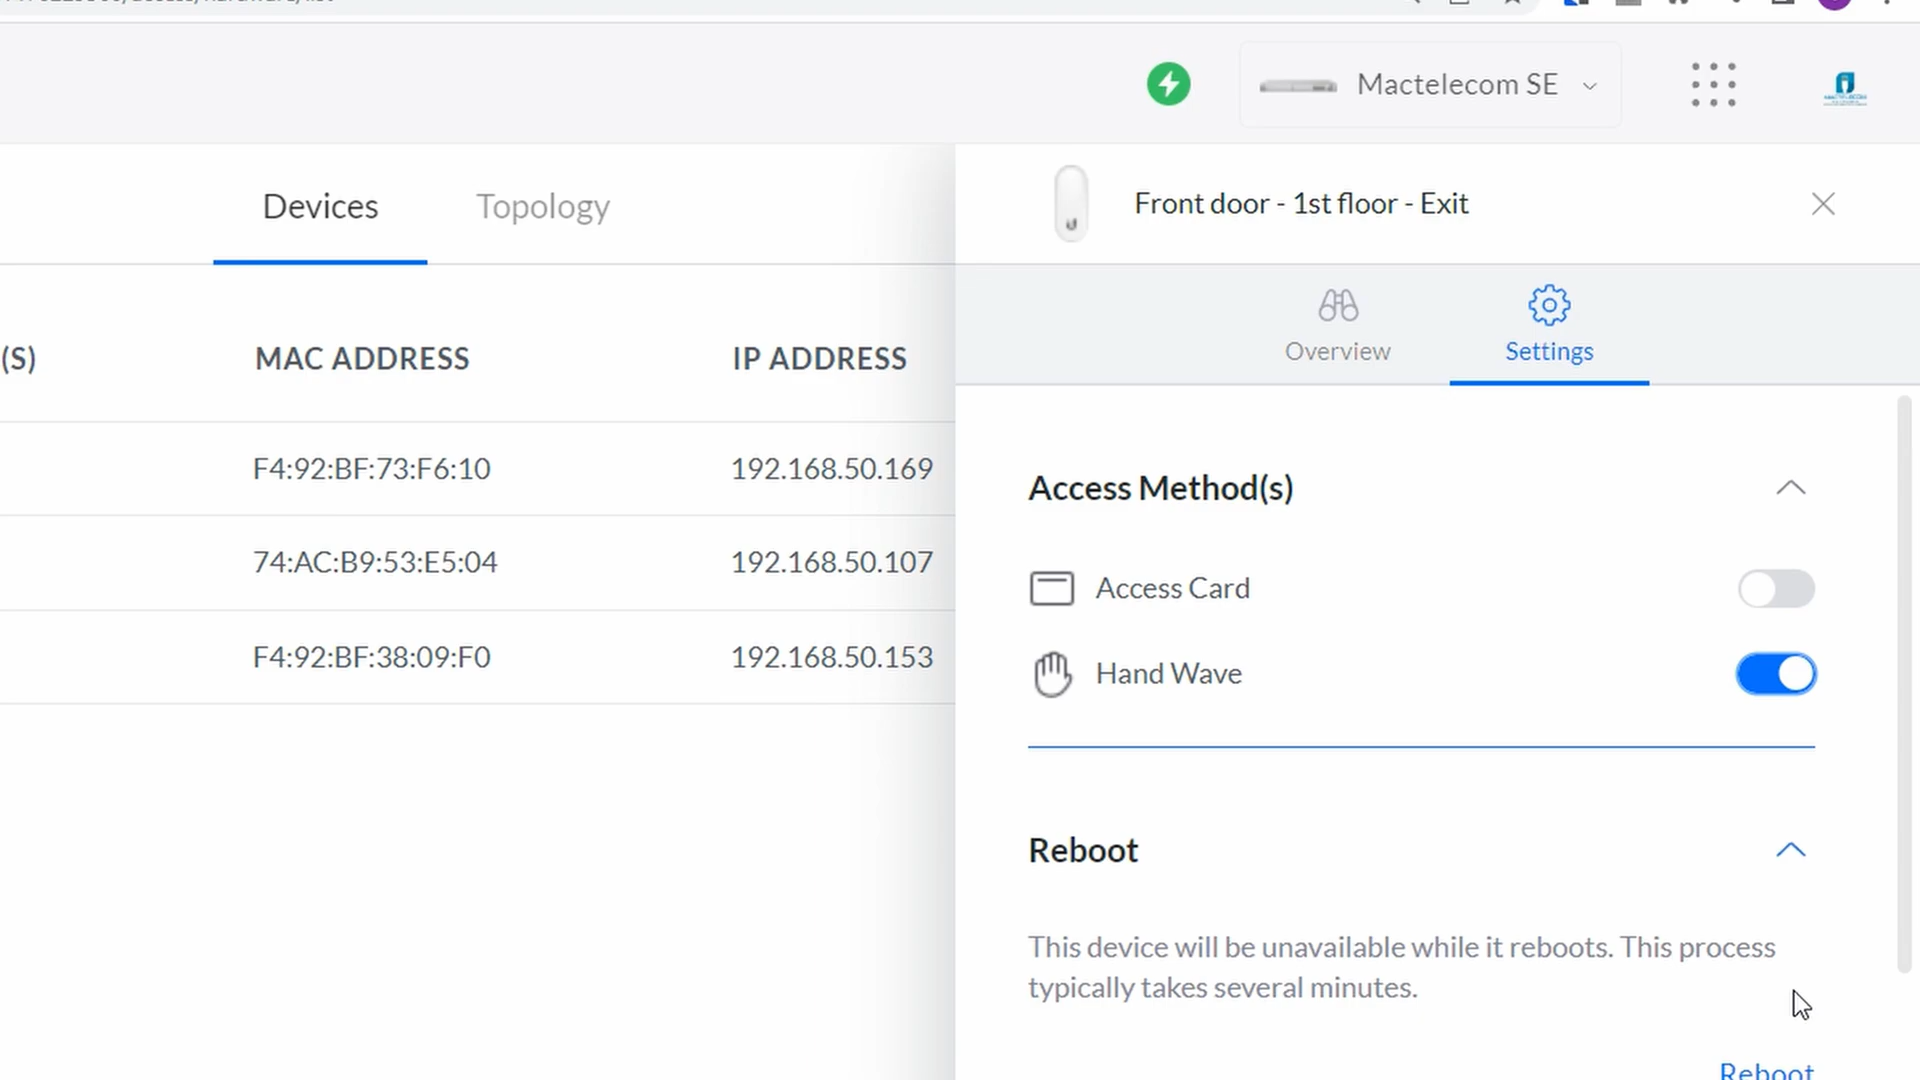 Mactelecom SE
Devices
Topology
Front door - 1st floor - Exit
Overview
Settings
(S)
MAC ADDRESS
IP ADDRESS
F4:92:BF:73:F6:10
192.168.50.169
74:AC:B9:53:E5:04
192.168.50.107
F4:92:BF:38:09:F0
192.168.50.153
Access Method(s)
Access Card
Hand Wave
Reboot
This device will be unavailable while it reboots. This process
typically takes several minutes.
Reboot